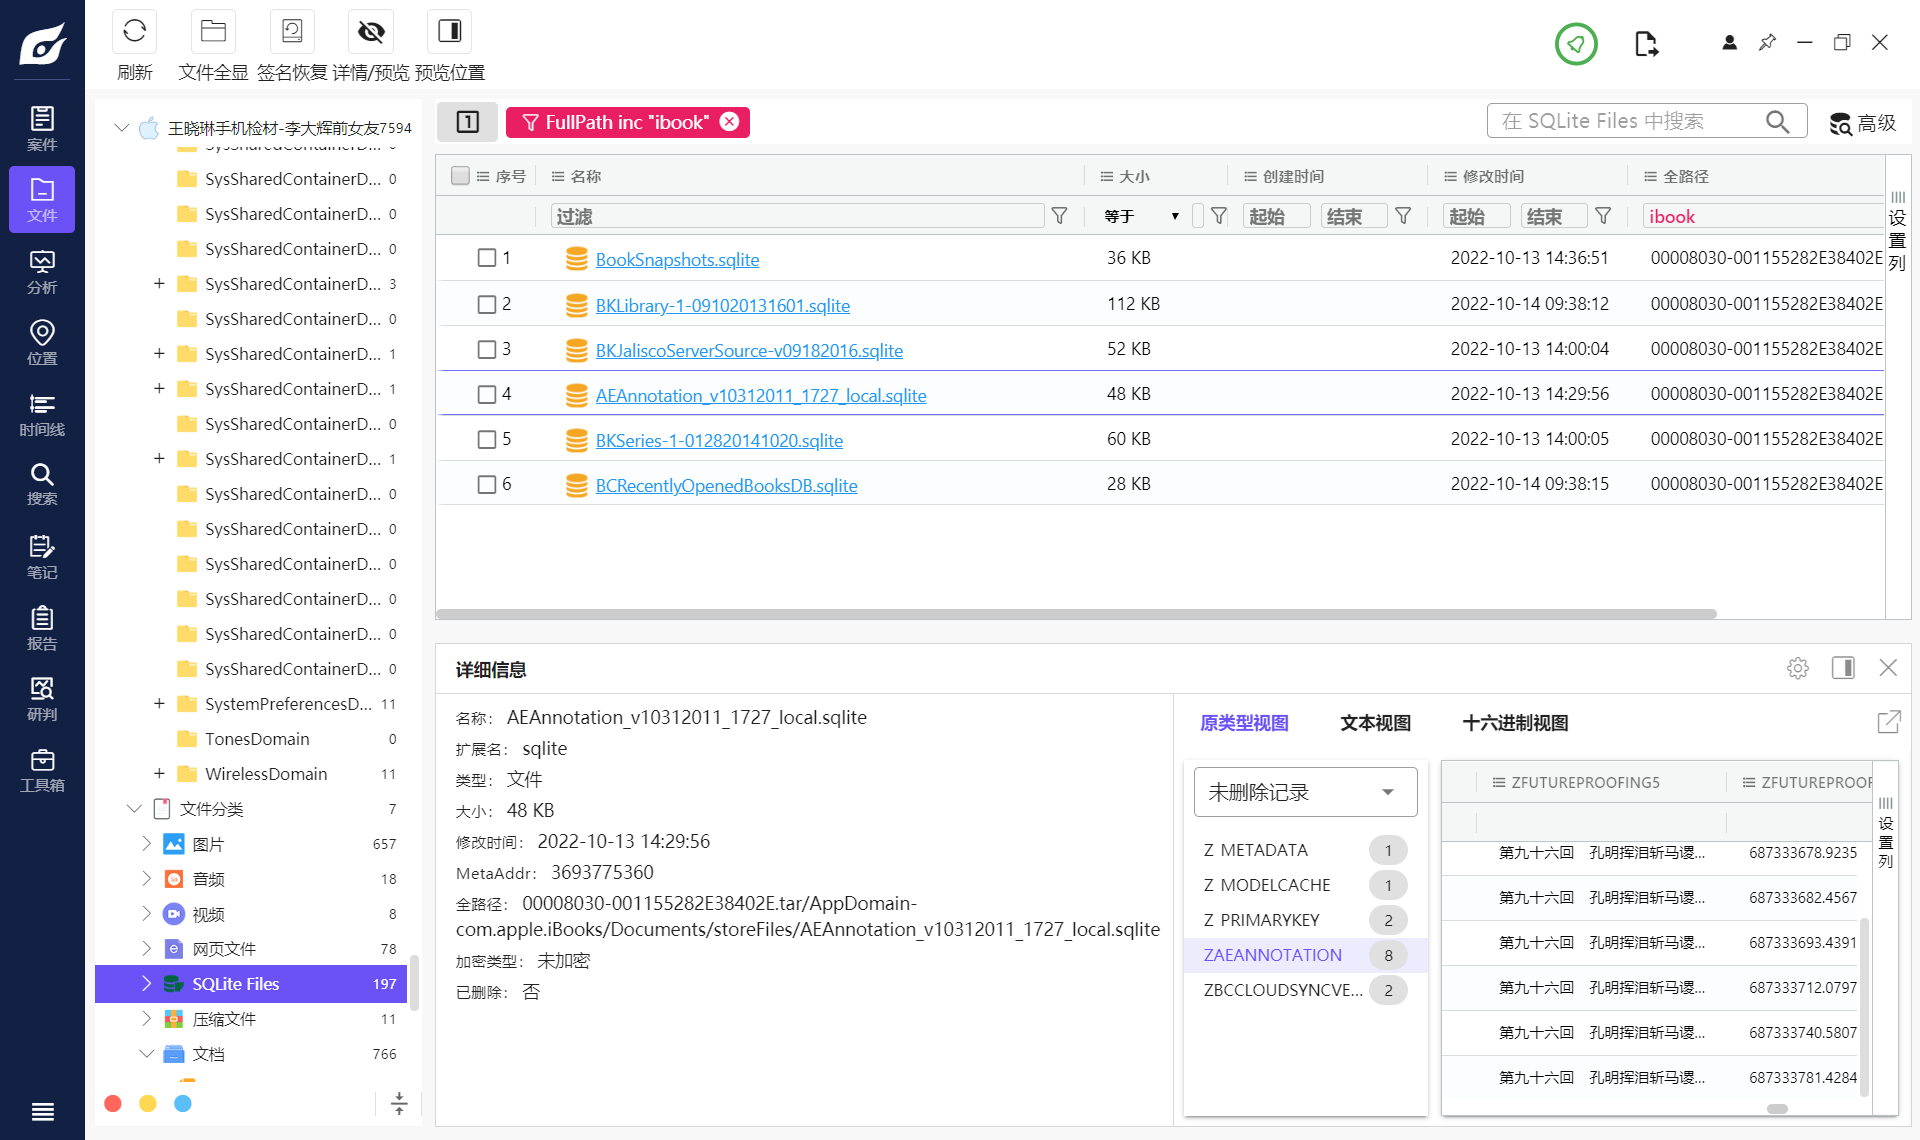 刷新
文件全显
签名恢复
详情/预览
预览位置
案件
文件
分析
位置
时间线
搜索
笔记
报告
研判
工具箱
王晓琳手机检材-李大辉前女友7594
SysSharedContainerD... 0
SysSharedContainerD... 0
SysSharedContainerD... 0
+ SysSharedContainerD... 3
SysSharedContainerD... 0
+ SysSharedContainerD... 1
+ SysSharedContainerD... 1
SysSharedContainerD... 0
+ SysSharedContainerD... 1
SysSharedContainerD... 0
SysSharedContainerD... 0
SysSharedContainerD... 0
SysSharedContainerD... 0
SysSharedContainerD... 0
SysSharedContainerD... 0
+ SystemPreferencesD... 11
TonesDomain 0
+ WirelessDomain 11
文件分类 7
图片 657
音频 18
视频 8
网页文件 78
SQLite Files 197
压缩文件 11
文档 766
1 FullPath inc "ibook"
在 SQLite Files 中搜索
高级
序号 名称 大小 创建时间 修改时间 全路径
过滤 等于 起始 结束 起始 结束 ibook
1 BookSnapshots.sqlite 36 KB 2022-10-13 14:36:51 00008030-001155282E38402E
2 BKLibrary-1-091020131601.sqlite 112 KB 2022-10-14 09:38:12 00008030-001155282E38402E
3 BKJaliscoServerSource-v09182016.sqlite 52 KB 2022-10-13 14:00:04 00008030-001155282E38402E
4 AEAnnotation_v10312011_1727_local.sqlite 48 KB 2022-10-13 14:29:56 00008030-001155282E38402E
5 BKSeries-1-012820141020.sqlite 60 KB 2022-10-13 14:00:05 00008030-001155282E38402E
6 BCRecentlyOpenedBooksDB.sqlite 28 KB 2022-10-14 09:38:15 00008030-001155282E38402E
设置列
详细信息
名称： AEAnnotation_v10312011_1727_local.sqlite
扩展名： sqlite
类型： 文件
大小： 48 KB
修改时间： 2022-10-13 14:29:56
MetaAddr： 3693775360
全路径： 00008030-001155282E38402E.tar/AppDomain-
com.apple.iBooks/Documents/storeFiles/AEAnnotation_v10312011_1727_local.sqlite
加密类型： 未加密
已删除： 否
原类型视图 文本视图 十六进制视图
未删除记录
Z METADATA 1
Z MODELCACHE 1
Z PRIMARYKEY 2
ZAEANNOTATION 8
ZBCCLOUDSYNCVE... 2
ZFUTUREPROOFING5 ZFUTUREPROOF
第九十六回 孔明挥泪斩马谡... 687333678.9235
第九十六回 孔明挥泪斩马谡... 687333682.4567
第九十六回 孔明挥泪斩马谡... 687333693.4391
第九十六回 孔明挥泪斩马谡... 687333712.0797
第九十六回 孔明挥泪斩马谡... 687333740.5807
第九十六回 孔明挥泪斩马谡... 687333781.4284
设置列